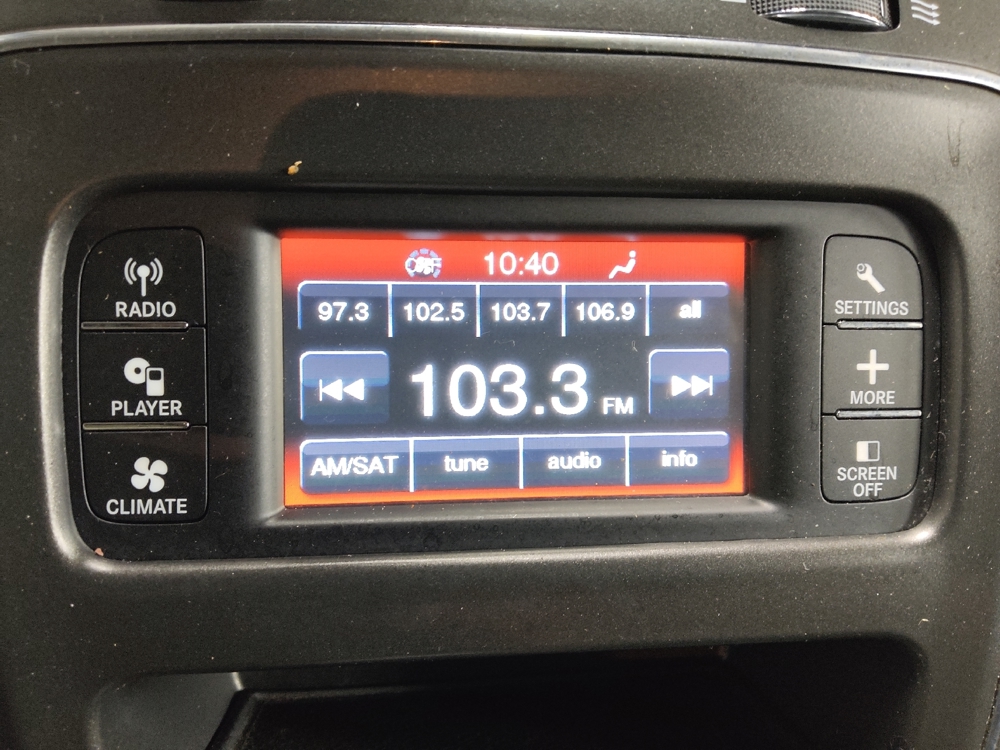 OFF 10:40
97.3 102.5 103.7 106.9 all
103.3 FM
AM/SAT tune audio info
RADIO
PLAYER
CLIMATE
SETTINGS
MORE
SCREEN
OFF